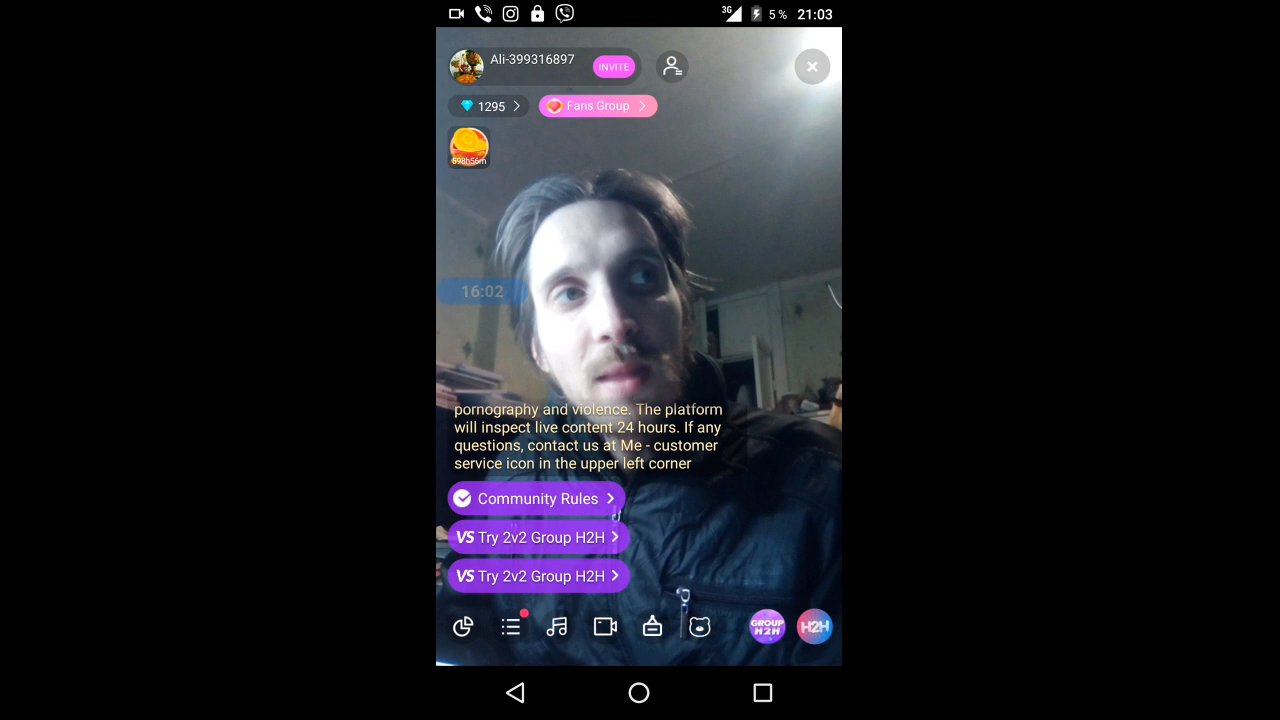 3G
5 %
21:03
Ali-399316897
INVITE
1295
Fans Group
598h56m
16:02
pornography and violence. The platform
will inspect live content 24 hours. If any
questions, contact us at Me - customer
service icon in the upper left corner
Community Rules
VS Try 2v2 Group H2H
VS Try 2v2 Group H2H
GROUP
H2H
H2H